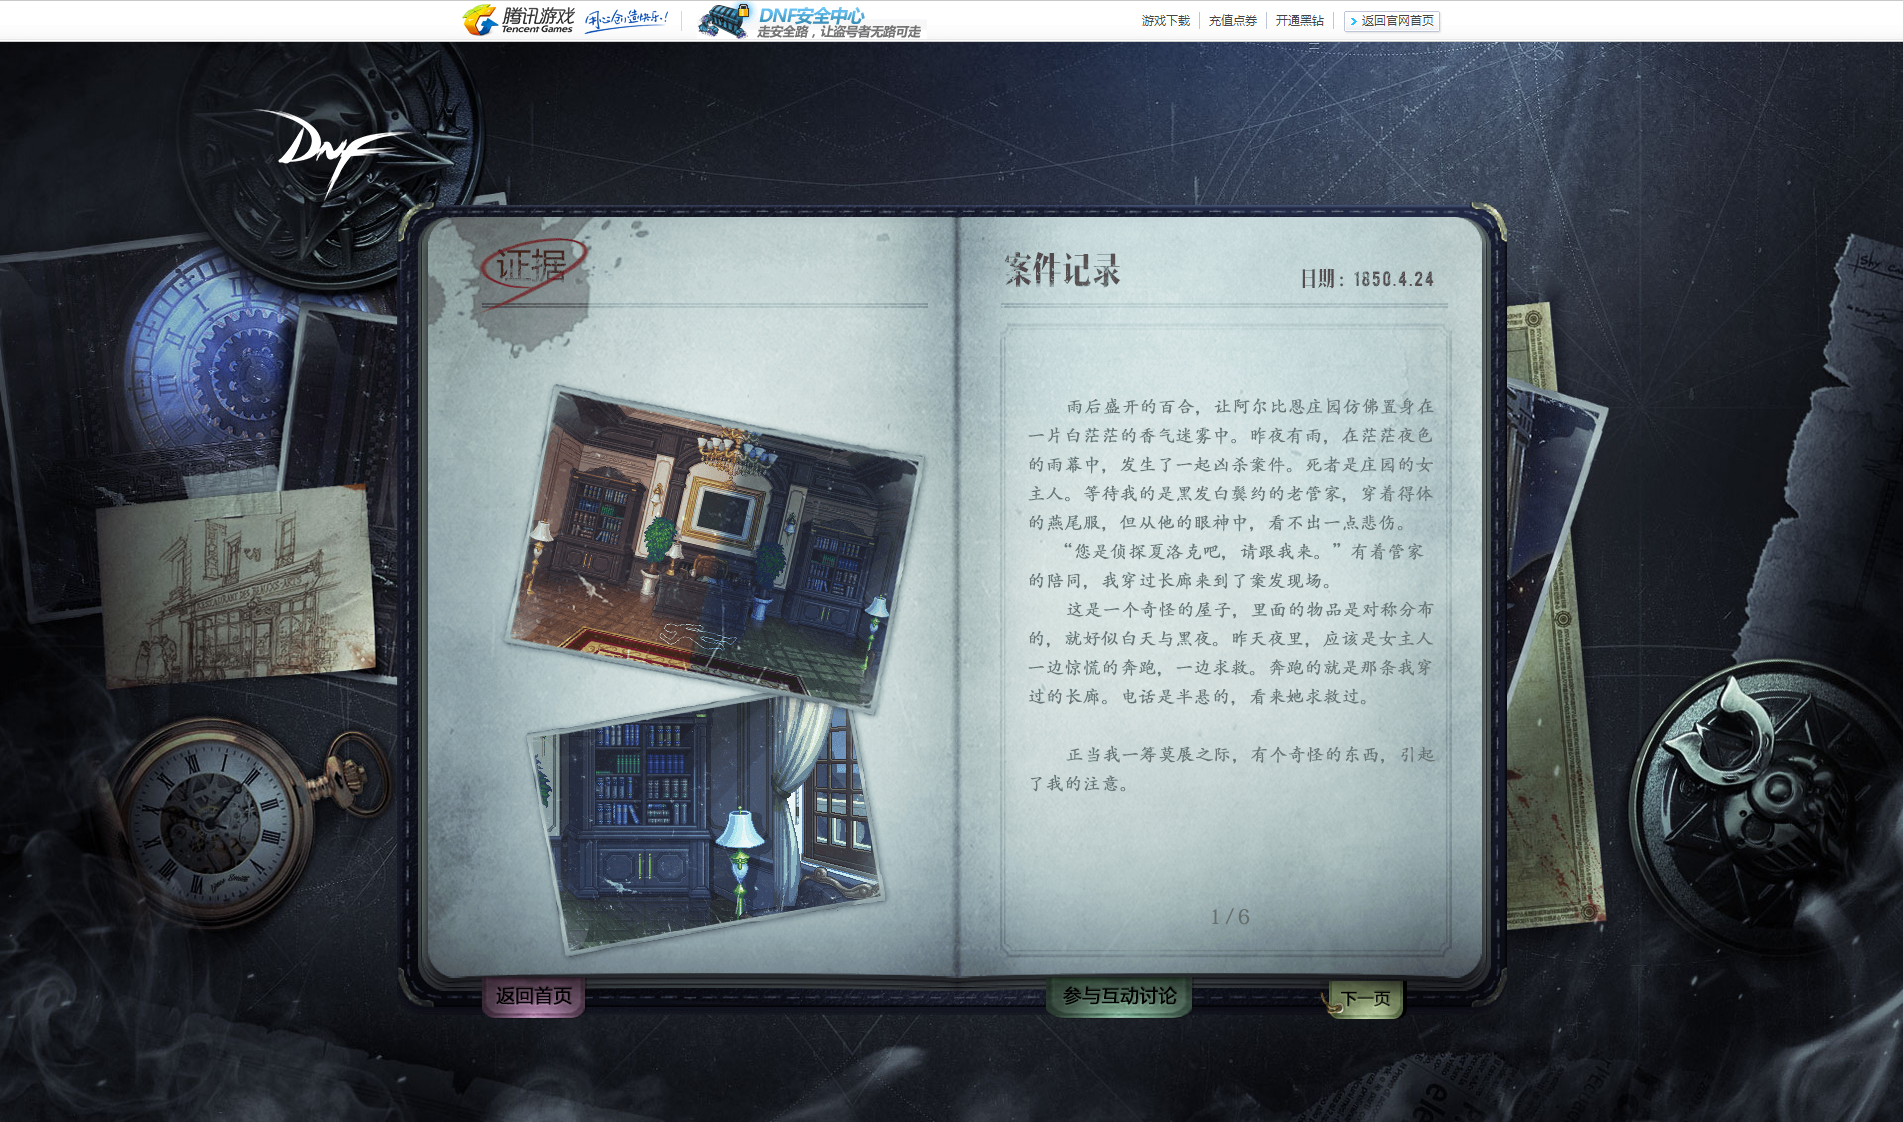 腾讯游戏
Tencent Games
用心创造快乐!
DNF安全中心
走安全路，让盗号者无路可走
游戏下载
充值点券
开通黑钻
返回官网首页
DNF
证据
案件记录
日期：1850.4.24
雨后盛开的百合，让阿尔比恩庄园仿佛置身在
一片白茫茫的香气迷雾中。昨夜有雨，在茫茫夜色
的雨幕中，发生了一起凶杀案件。死者是庄园的女
主人。等待我的是黑发白鬓约的老管家，穿着得体
的燕尾服，但从他的眼神中，看不出一点悲伤。
“您是侦探夏洛克吧，请跟我来。”有着管家
的陪同，我穿过长廊来到了案发现场。
这是一个奇怪的屋子，里面的物品是对称分布
的，就好似白天与黑夜。昨天夜里，应该是女主人
一边惊慌的奔跑，一边求救。奔跑的就是那条我穿
过的长廊。电话是半悬的，看来她求救过。
正当我一筹莫展之际，有个奇怪的东西，引起
了我的注意。
1/6
返回首页
参与互动讨论
下一页